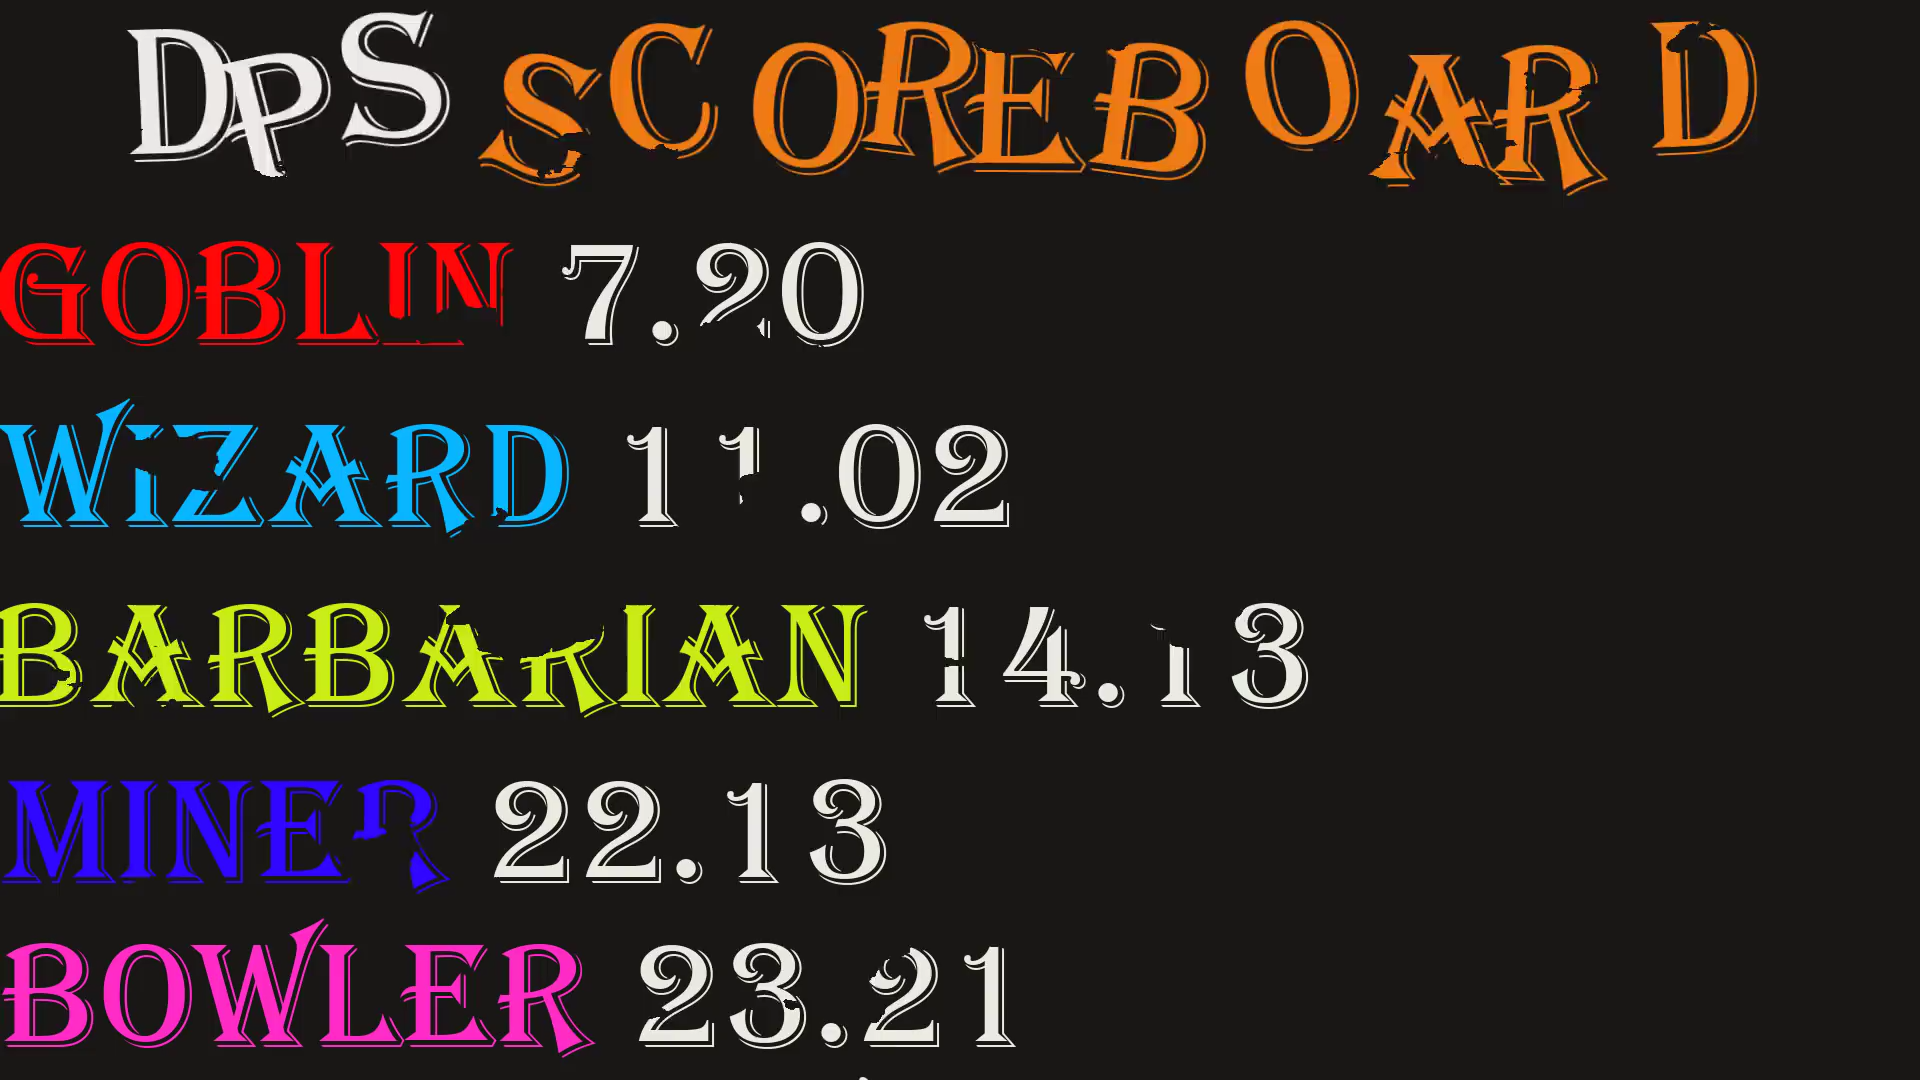 DPS SCOREBOARD
GOBLIN 7.20
WIZARD 11.02
BARBARIAN 14.13
MINER 22.13
BOWLER 23.21